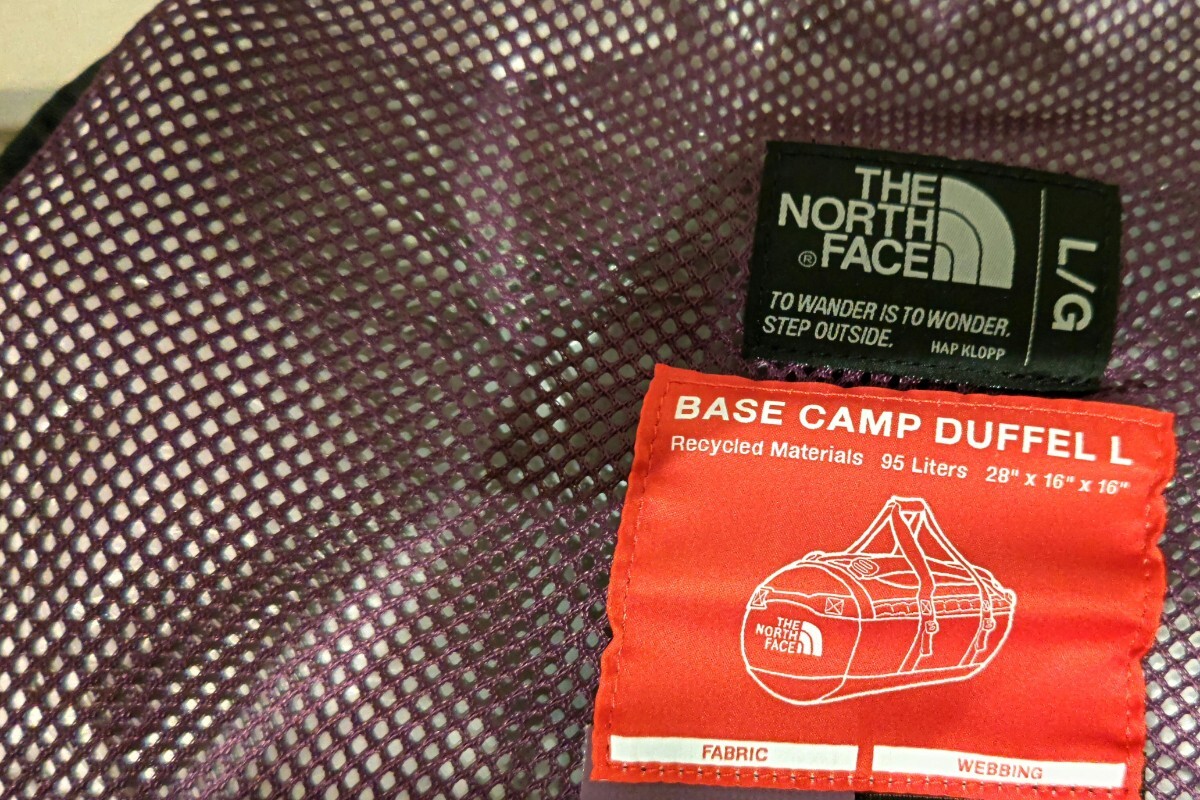 THE
NORTH
® FACE
L/G
TO WANDER IS TO WONDER,
STEP OUTSIDE.
HAP KLOPP
BASE CAMP DUFFEL L
Recycled Materials 95 Liters 28" x 16" x 16"
THE
NORTH
FACE
FABRIC
WEBBING